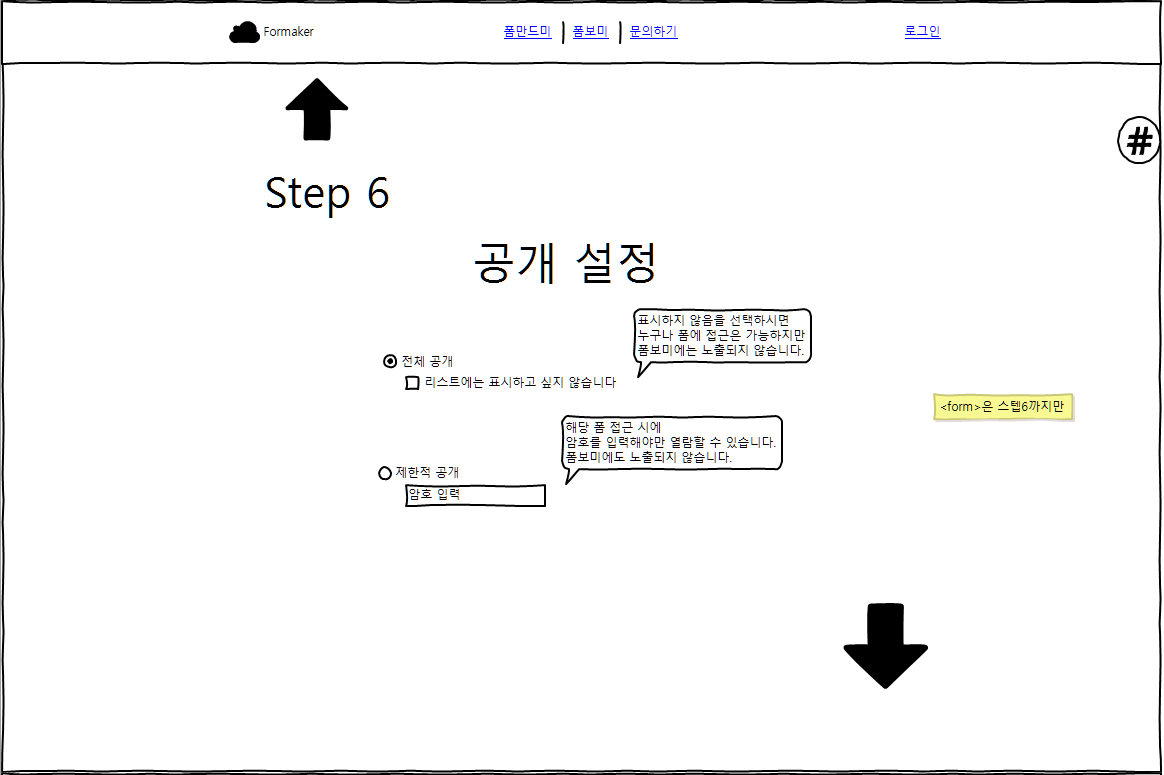 Formaker
폼만드미
폼보미
문의하기
로그인
#
Step 6
공개 설정
표시하지 않음을 선택하시면
누구나 폼에 접근은 가능하지만
폼보미에는 노출되지 않습니다.
전체 공개
리스트에는 표시하고 싶지 않습니다
<form>은 스텝6까지만
해당 폼 접근 시에
암호를 입력해야만 열람할 수 있습니다.
폼보미에도 노출되지 않습니다.
제한적 공개
암호 입력